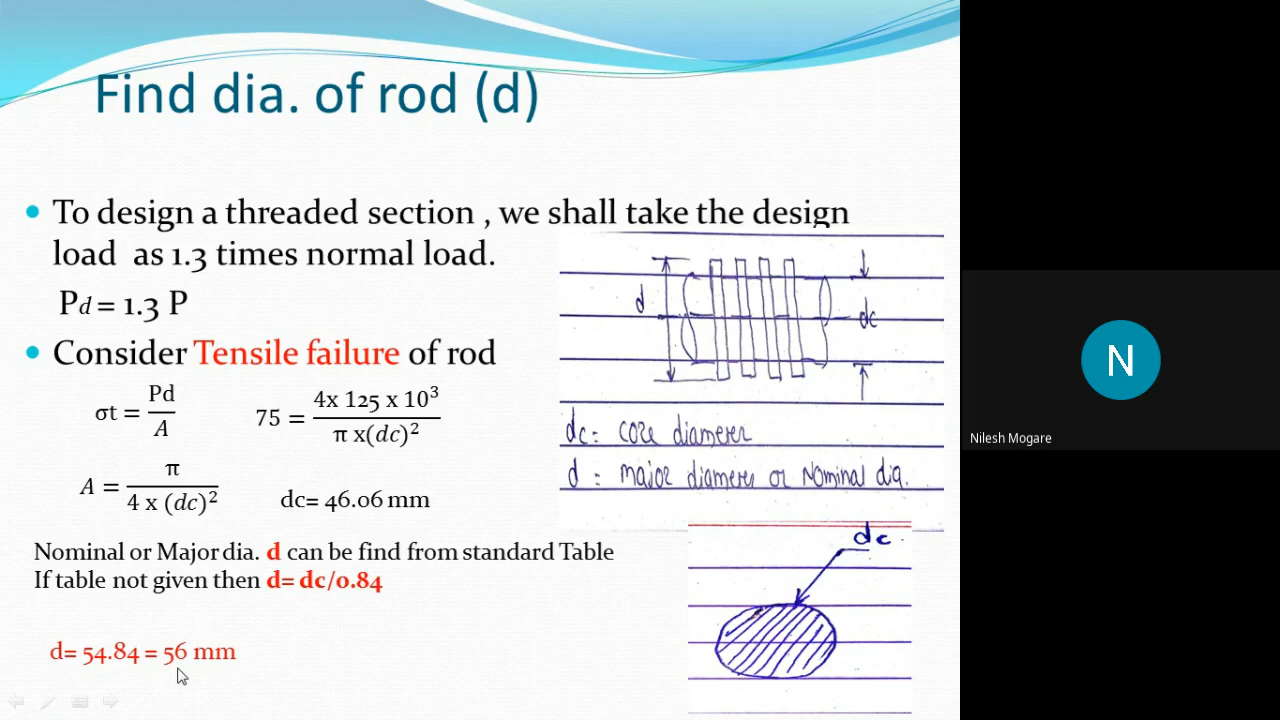 Find dia. of rod (d)
To design a threaded section , we shall take the design
load as 1.3 times normal load.
Pd = 1.3 P
Consider Tensile failure of rod
σt = Pd / A
75 = 4x 125 x 10³ / π x(dc)²
A = π / 4 x (dc)²
dc= 46.06 mm
Nominal or Major dia. d can be find from standard Table
If table not given then d= dc/0.84
d= 54.84 = 56 mm
d
dc
dc = core diameter
d = major diameter or Nominal dia.
dc
N
Nilesh Mogare